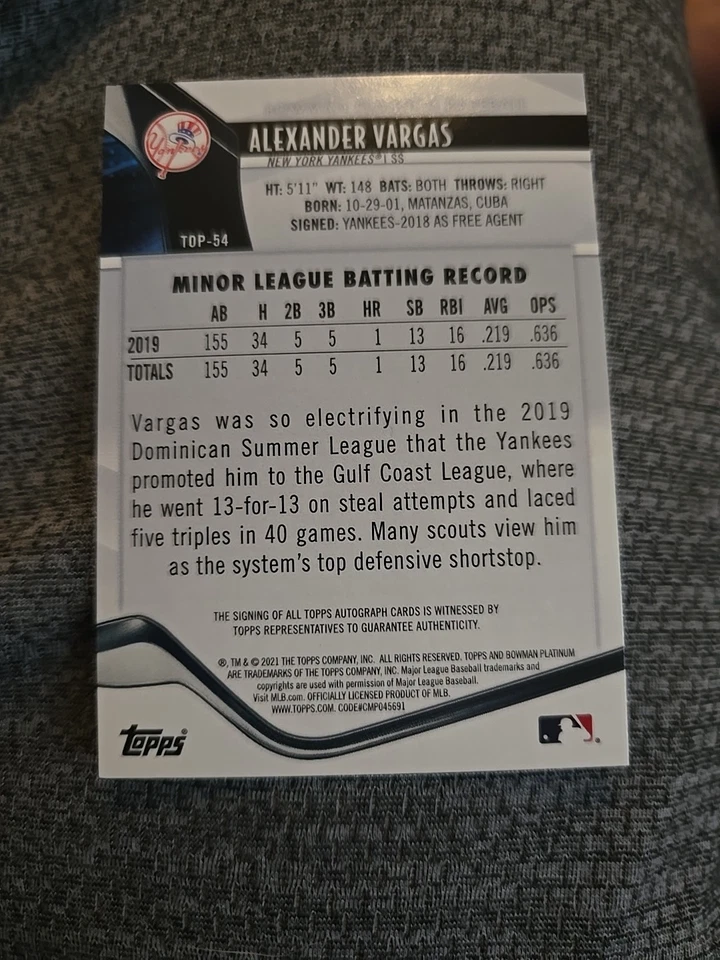 Yankees
ALEXANDER VARGAS
NEW YORK YANKEES® | SS
HT: 5'11" WT: 148 BATS: BOTH THROWS: RIGHT
BORN: 10-29-01, MATANZAS, CUBA
SIGNED: YANKEES-2018 AS FREE AGENT
TOP-54
MINOR LEAGUE BATTING RECORD
AB H 2B 3B HR SB RBI AVG OPS
2019 155 34 5 5 1 13 16 .219 .636
TOTALS 155 34 5 5 1 13 16 .219 .636
Vargas was so electrifying in the 2019
Dominican Summer League that the Yankees
promoted him to the Gulf Coast League, where
he went 13-for-13 on steal attempts and laced
five triples in 40 games. Many scouts view him
as the system's top defensive shortstop.
THE SIGNING OF ALL TOPPS AUTOGRAPH CARDS IS WITNESSED BY
TOPPS REPRESENTATIVES TO GUARANTEE AUTHENTICITY.
®, TM & © 2021 THE TOPPS COMPANY, INC. ALL RIGHTS RESERVED. TOPPS AND BOWMAN PLATINUM
ARE TRADEMARKS OF THE TOPPS COMPANY, INC. Major League Baseball trademarks and
copyrights are used with permission of Major League Baseball.
Visit MLB.com. OFFICIALLY LICENSED PRODUCT OF MLB.
WWW.TOPPS.COM. CODE#CMP045691
Topps®